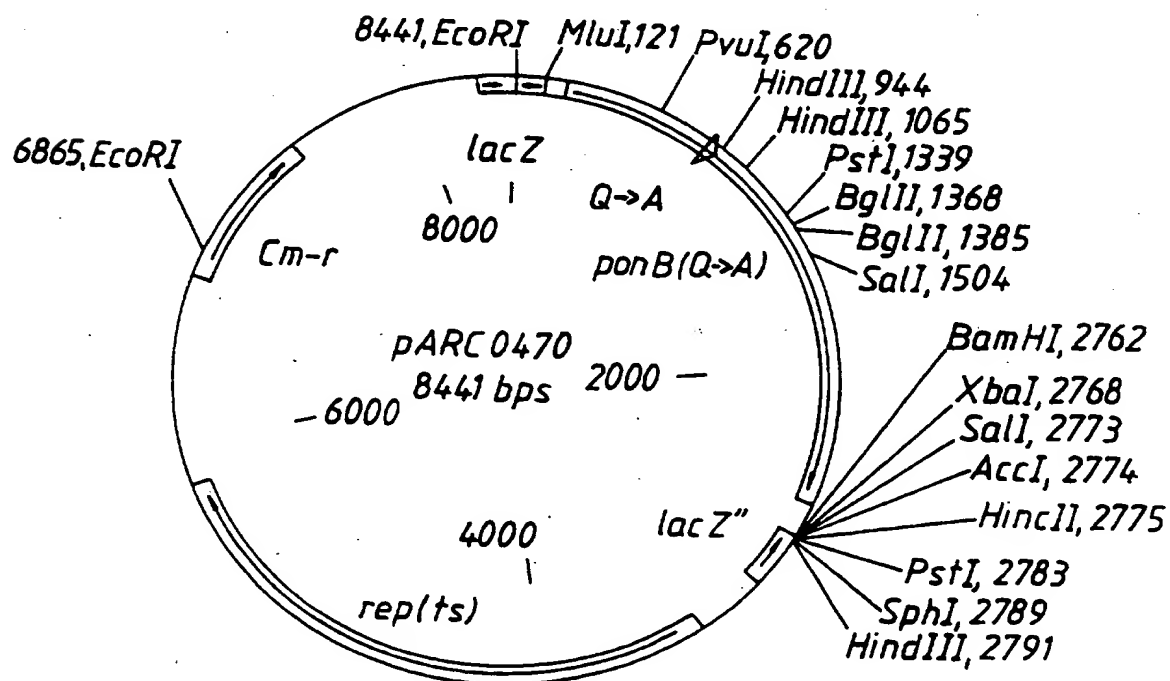 8441, EcoRI
MluI, 121
PvuI, 620
HindIII, 944
HindIII, 1065
PstI, 1339
BglII, 1368
BglII, 1385
SalI, 1504
6865, EcoRI
lacZ
8000
Q→A
Cm-r
ponB(Q→A)
pARC 0470
8441 bps
2000
6000
BamHI, 2762
XbaI, 2768
SalI, 2773
AccI, 2774
HincII, 2775
lacZ"
4000
PstI, 2783
SphI, 2789
HindIII, 2791
rep(ts)